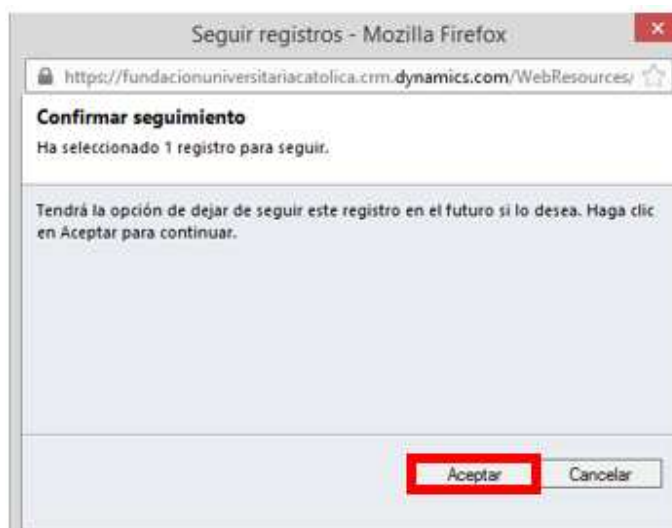 Seguir registros - Mozilla Firefox
https://fundacionuniversitariacatolica.crm.dynamics.com/WebResources/
Confirmar seguimiento
Ha seleccionado 1 registro para seguir.
Tendrá la opción de dejar de seguir este registro en el futuro si lo desea. Haga clic
en Aceptar para continuar.
Aceptar Cancelar